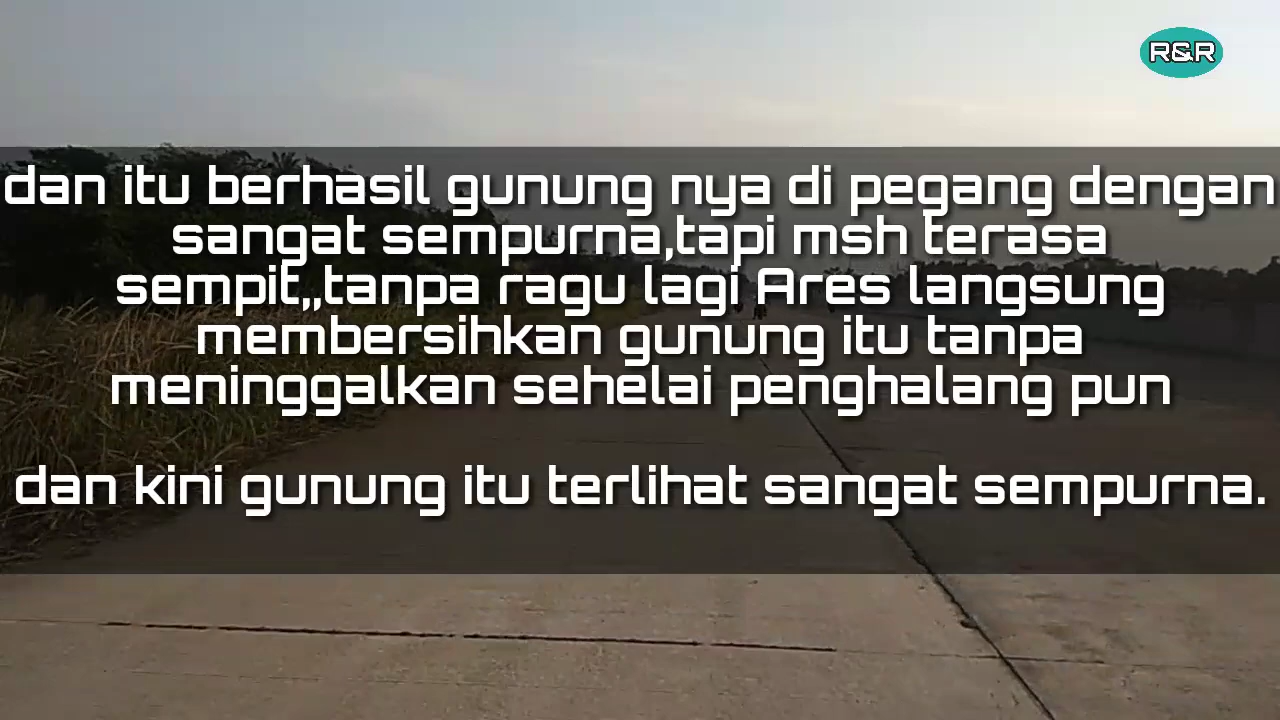 R&R
dan itu berhasil gunung nya di pegang dengan
sangat sempurna,tapi msh terasa
sempit,,tanpa ragu lagi Ares langsung
membersihkan gunung itu tanpa
meninggalkan sehelai penghalang pun
dan kini gunung itu terlihat sangat sempurna.